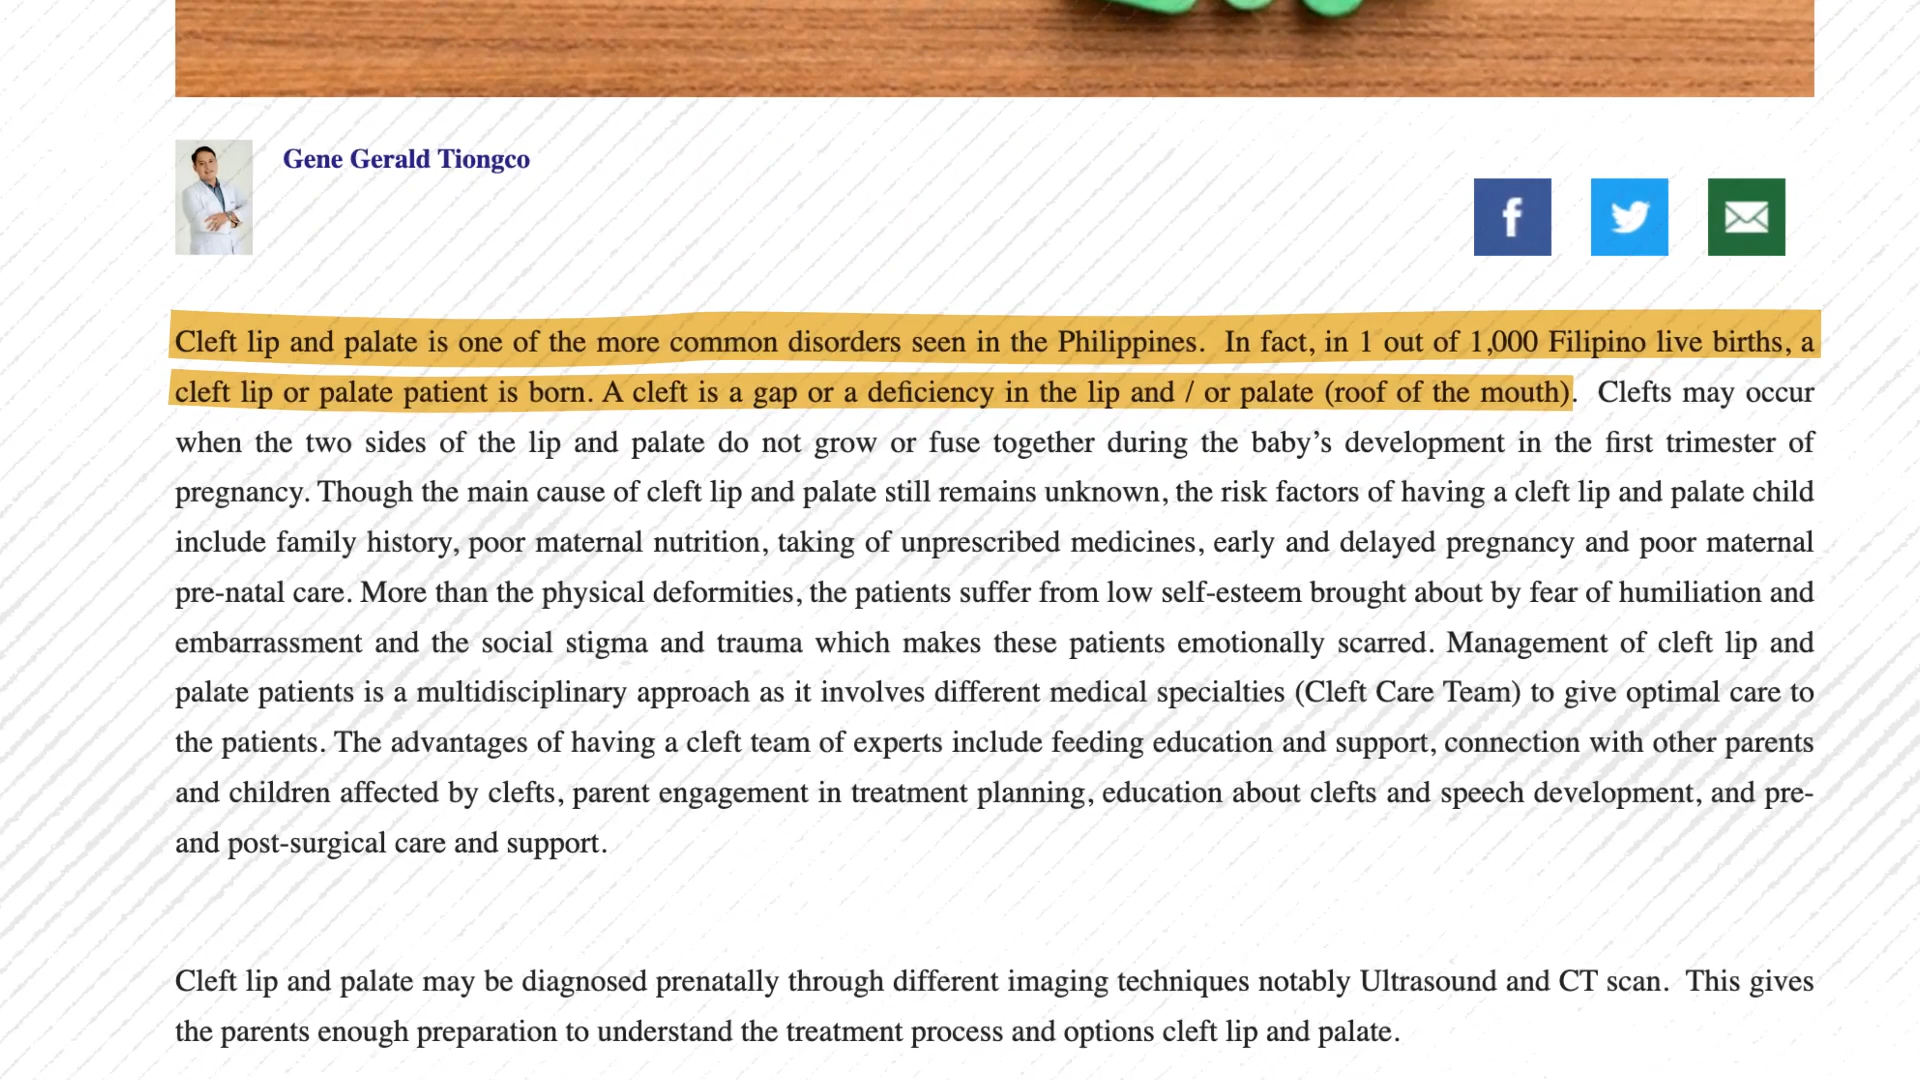 Gene Gerald Tiongco
f
Cleft lip and palate is one of the more common disorders seen in the Philippines. In fact, in 1 out of 1,000 Filipino live births, a
cleft lip or palate patient is born. A cleft is a gap or a deficiency in the lip and / or palate (roof of the mouth). Clefts may occur
when the two sides of the lip and palate do not grow or fuse together during the baby’s development in the first trimester of
pregnancy. Though the main cause of cleft lip and palate still remains unknown, the risk factors of having a cleft lip and palate child
include family history, poor maternal nutrition, taking of unprescribed medicines, early and delayed pregnancy and poor maternal
pre-natal care. More than the physical deformities, the patients suffer from low self-esteem brought about by fear of humiliation and
embarrassment and the social stigma and trauma which makes these patients emotionally scarred. Management of cleft lip and
palate patients is a multidisciplinary approach as it involves different medical specialties (Cleft Care Team) to give optimal care to
the patients. The advantages of having a cleft team of experts include feeding education and support, connection with other parents
and children affected by clefts, parent engagement in treatment planning, education about clefts and speech development, and pre-
and post-surgical care and support.
Cleft lip and palate may be diagnosed prenatally through different imaging techniques notably Ultrasound and CT scan. This gives
the parents enough preparation to understand the treatment process and options cleft lip and palate.